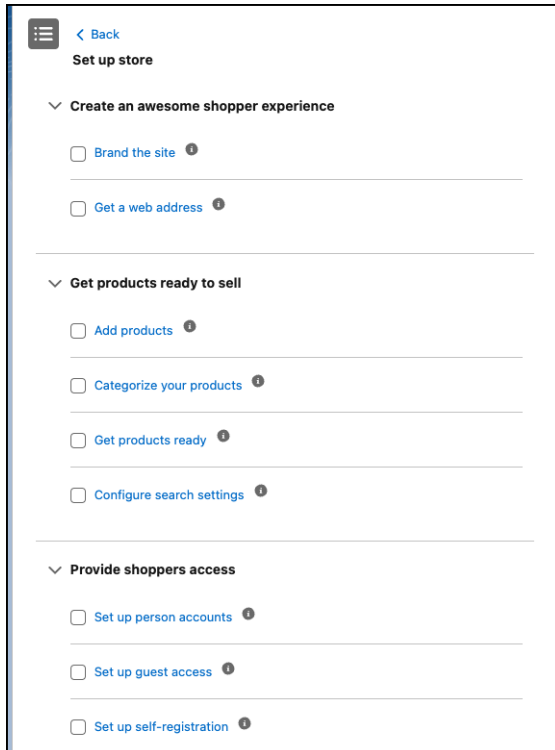 Back
Set up store
Create an awesome shopper experience
Brand the site
Get a web address
Get products ready to sell
Add products
Categorize your products
Get products ready
Configure search settings
Provide shoppers access
Set up person accounts
Set up guest access
Set up self-registration